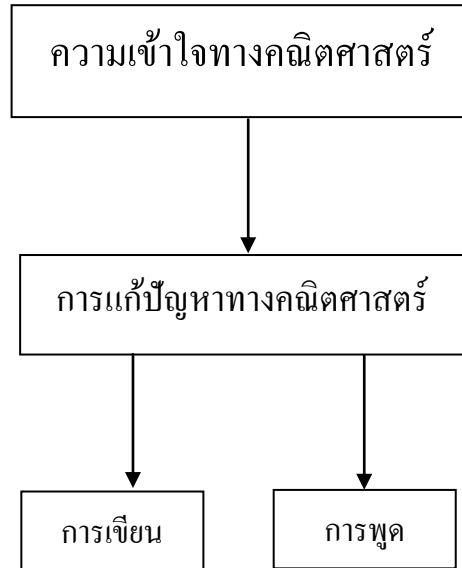 ความเข้าใจทางคณิตศาสตร์
การแก้ปัญหาทางคณิตศาสตร์
การเขียน
การพูด